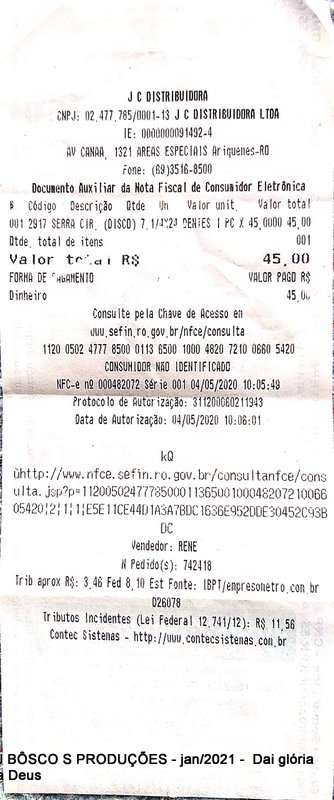 J C DISTRIBUIDORA
CNPJ: 02.477.785/0001-13 J C DISTRIBUIDORA LTDA
IE: 0000000091492-4
AV CANAA, 1321 AREAS ESPECIAIS Ariquenes-RO
Fone: (69)3516-8500
Documento Auxiliar da Nota Fiscal de Consumidor Eletrônica
# Código Descrição Qtde Un Valor unit. Valor total
001 2917 SERRA CIR. (DISCO) 7.1/4X24 DENTES 1 PC X 45,0000 45,00
Qtde. total de itens 001
Valor total R$ 45,00
FORMA DE PAGAMENTO VALOR PAGO R$
Dinheiro 45,00
Consulte pela Chave de Acesso em
www.sefin.ro.gov.br/nfce/consulta
1120 0502 4777 8500 0113 6500 1000 4820 7210 0660 5420
CONSUMIDOR NÃO IDENTIFICADO
NFC-e nº 000482072 Série 001 04/05/2020 10:05:49
Protocolo de Autorização: 311200060211943
Data de Autorização: 04/05/2020 10:06:01
kQ
ùhttp://www.nfce.sefin.ro.gov.br/consultanfce/cons
ulta.jsp?p=11200502477785000113650010004820721006​6
05420¦2¦1¦1¦E5E11CE44D1A3A7BDC1636E952DDE30452C93B
DC
Vendedor: RENE
N Pedido(s): 742418
Trib aprox R$: 3,46 Fed 8,10 Est Fonte: IBPT/empresometro.com.br
D26078
Tributos Incidentes (Lei Federal 12.741/12): R$ 11,56
Contec Sistemas - http://www.contecsistemas.com.br
BÔSCO S PRODUÇÕES - jan/2021 - Dai glória
a Deus